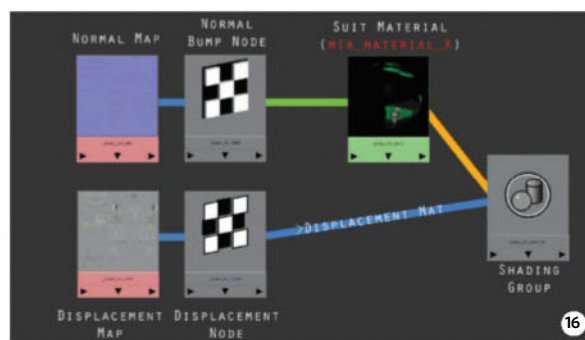 Normal Map
Normal
Bump Node
Suit Material
(mia_material_x)
>Displacement Mat
Displacement
Map
Displacement
Node
Shading
Group
16